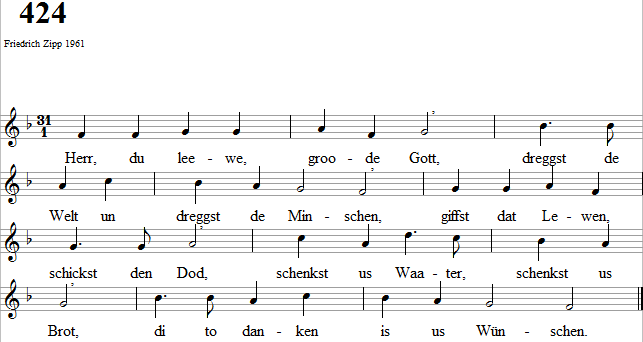 424
Friedrich Zipp 1961
31
1
Herr, du lee - we, groo - de Gott, dreggst de
Welt un dreggst de Min - schen, giffst dat Le - wen,
schickst den Dod, schenkst us Waa - ter, schenkst us
Brot, di to dan - ken is us Wün - schen.